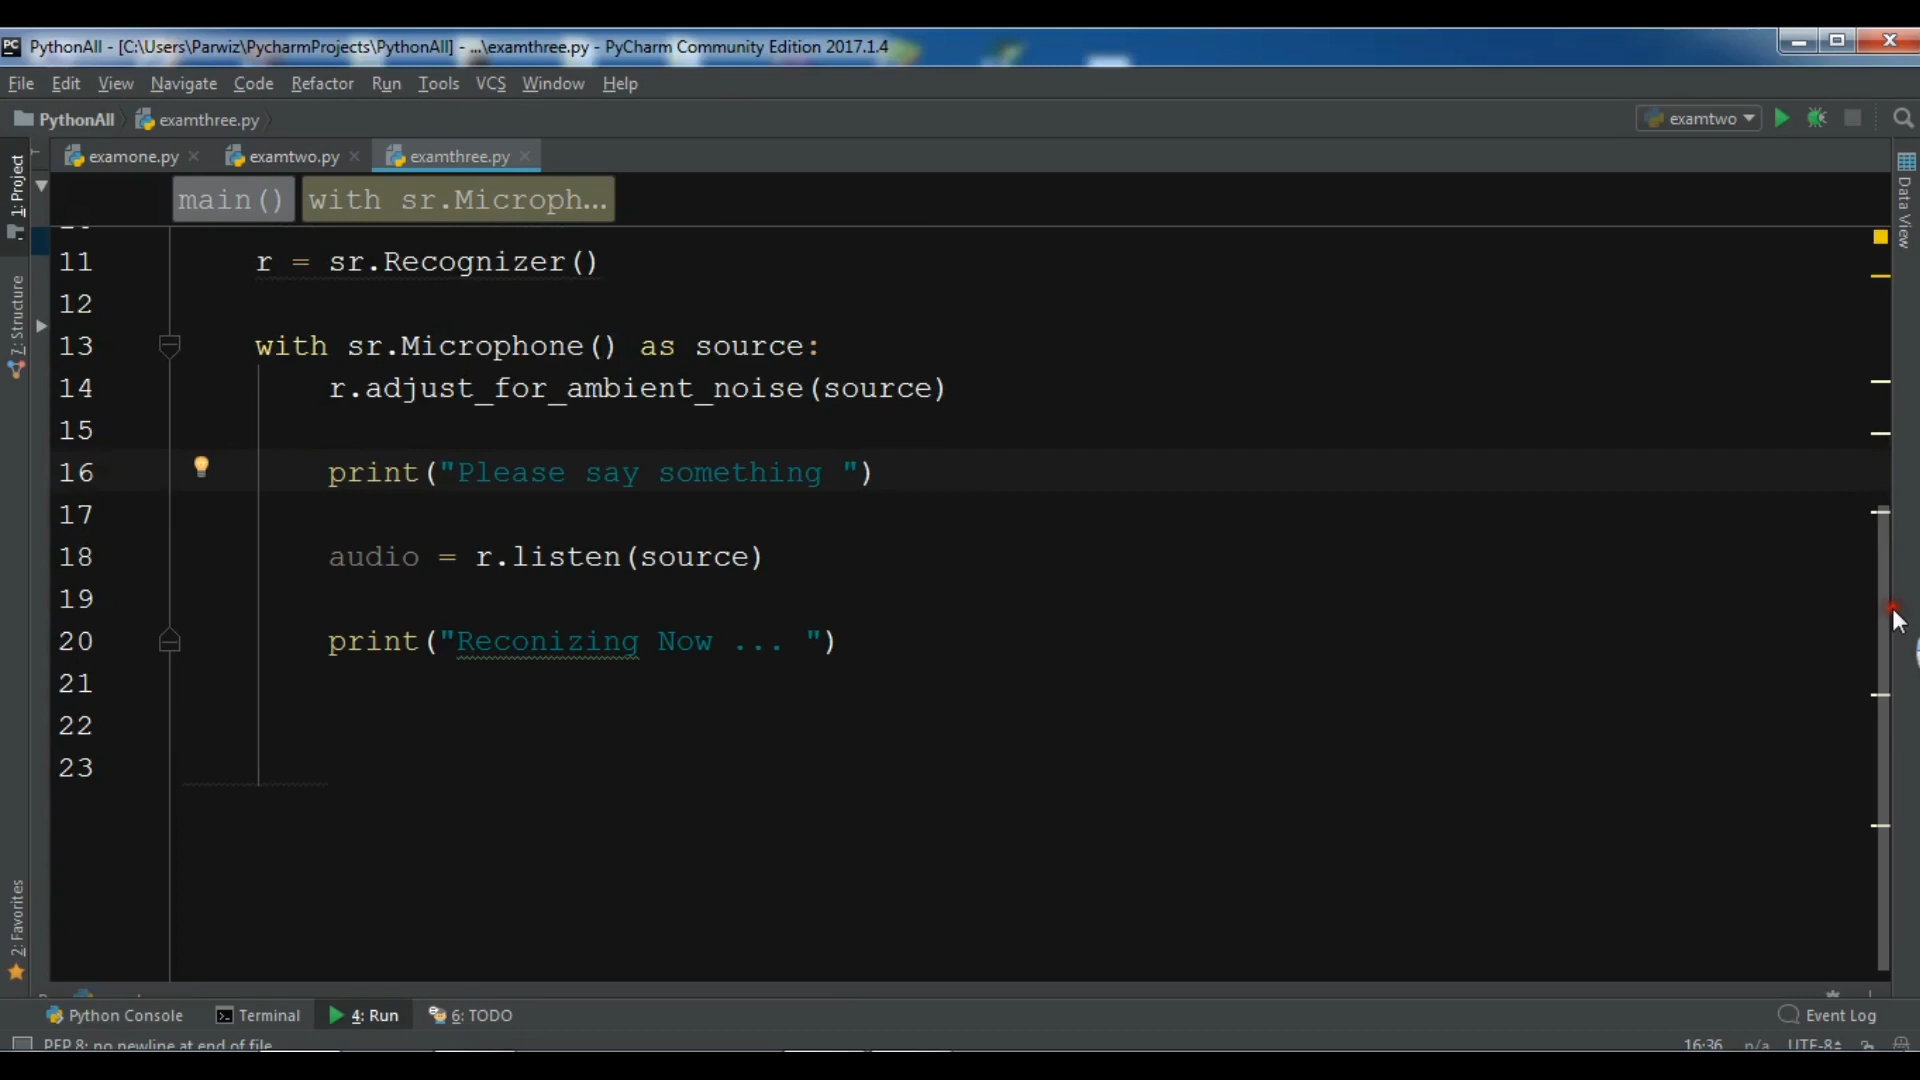 PythonAll - [C:\Users\Parwiz\PycharmProjects\PythonAll] - ...\examthree.py - PyCharm Community Edition 2017.1.4
File Edit View Navigate Code Refactor Run Tools VCS Window Help
PythonAll examthree.py examtwo
examone.py examtwo.py examthree.py
main() with sr.Microph...
1: Project
7: Structure
2: Favorites
Data View
11 r = sr.Recognizer()
12
13 with sr.Microphone() as source:
14 r.adjust_for_ambient_noise(source)
15
16 print("Please say something ")
17
18 audio = r.listen(source)
19
20 print("Reconizing Now ... ")
21
22
23
Python Console Terminal 4: Run 6: TODO Event Log
PEP 8: no newline at end of file 16:36 n/a UTF-8